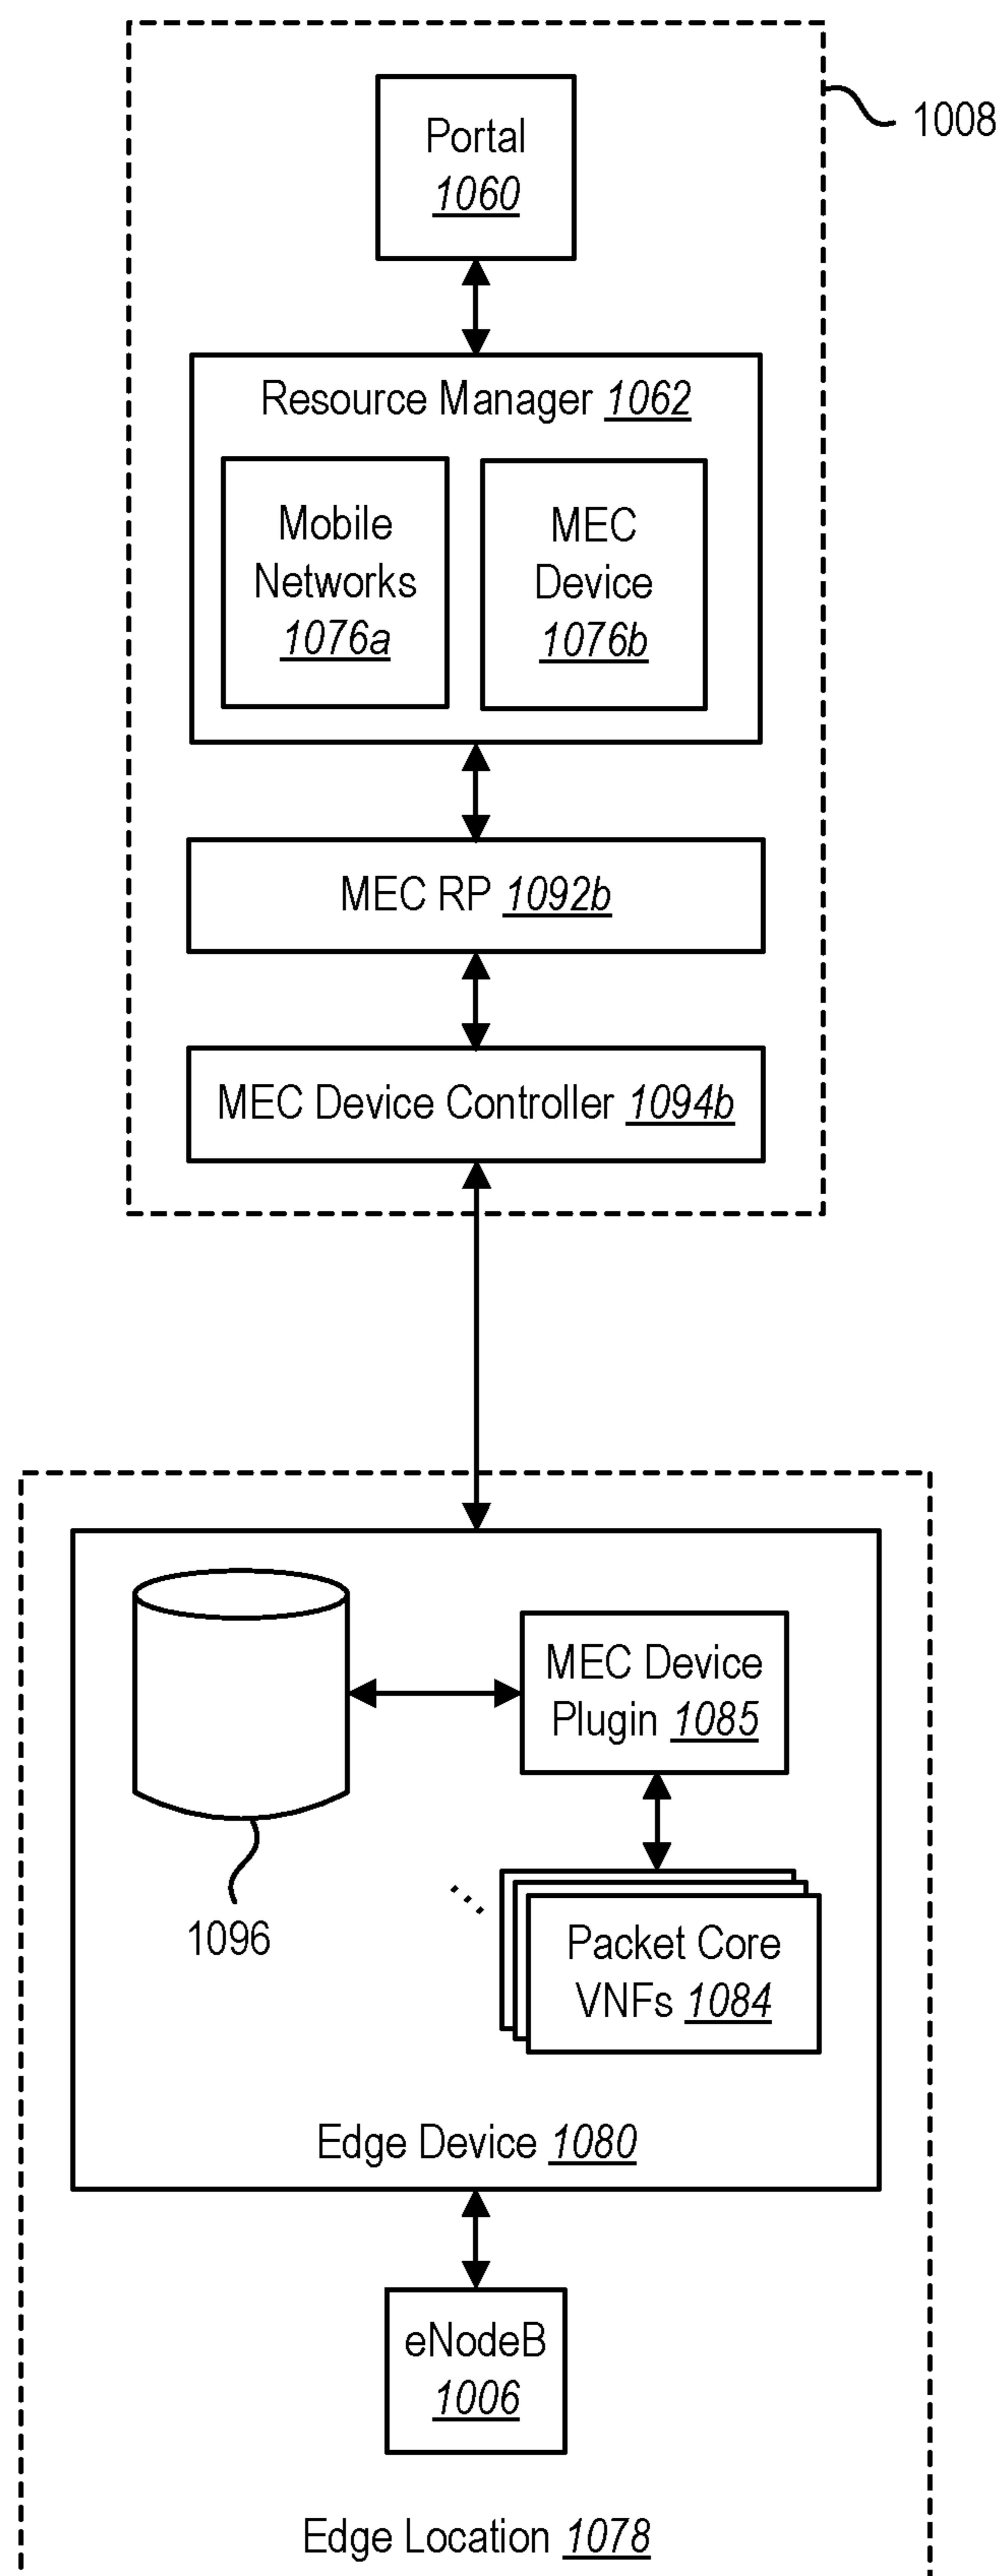 1008
Portal
1060
Resource Manager 1062
Mobile
Networks
1076a
MEC
Device
1076b
MEC RP 1092b
MEC Device Controller 1094b
MEC Device
Plugin 1085
1096
Packet Core
VNFs 1084
Edge Device 1080
eNodeB
1006
Edge Location 1078